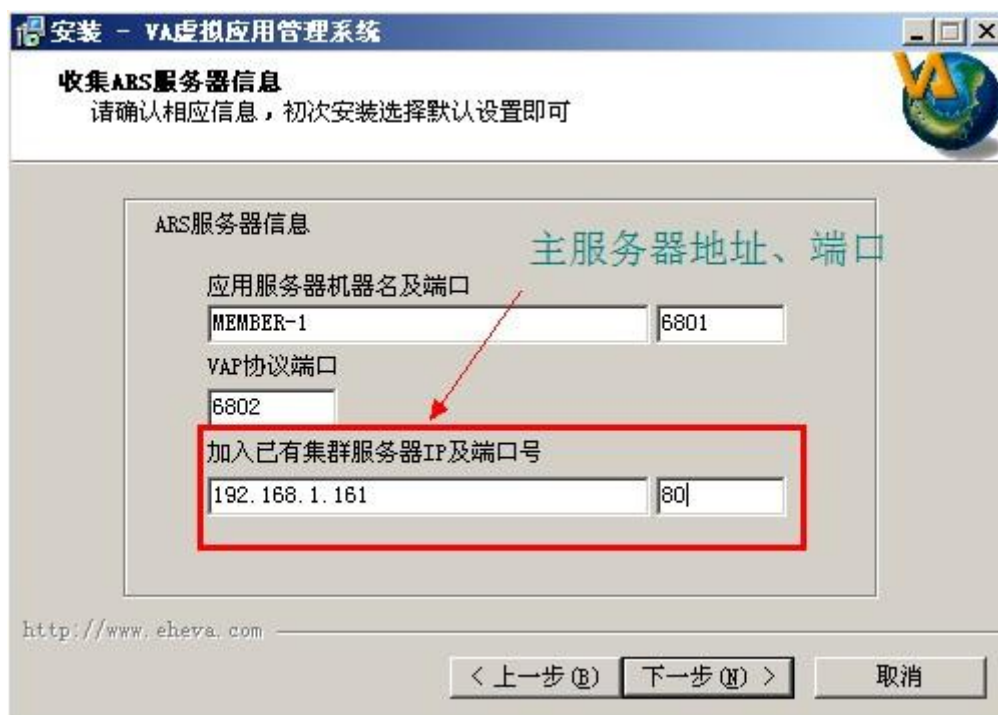 安装 - VA虚拟应用管理系统
收集ARS服务器信息
请确认相应信息，初次安装选择默认设置即可
VA
ARS服务器信息
主服务器地址、端口
应用服务器机器名及端口
MEMBER-1 6801
VAP协议端口
6802
加入已有集群服务器IP及端口号
192.168.1.161 80
http://www.eheva.com
< 上一步(B) 下一步(N) > 取消